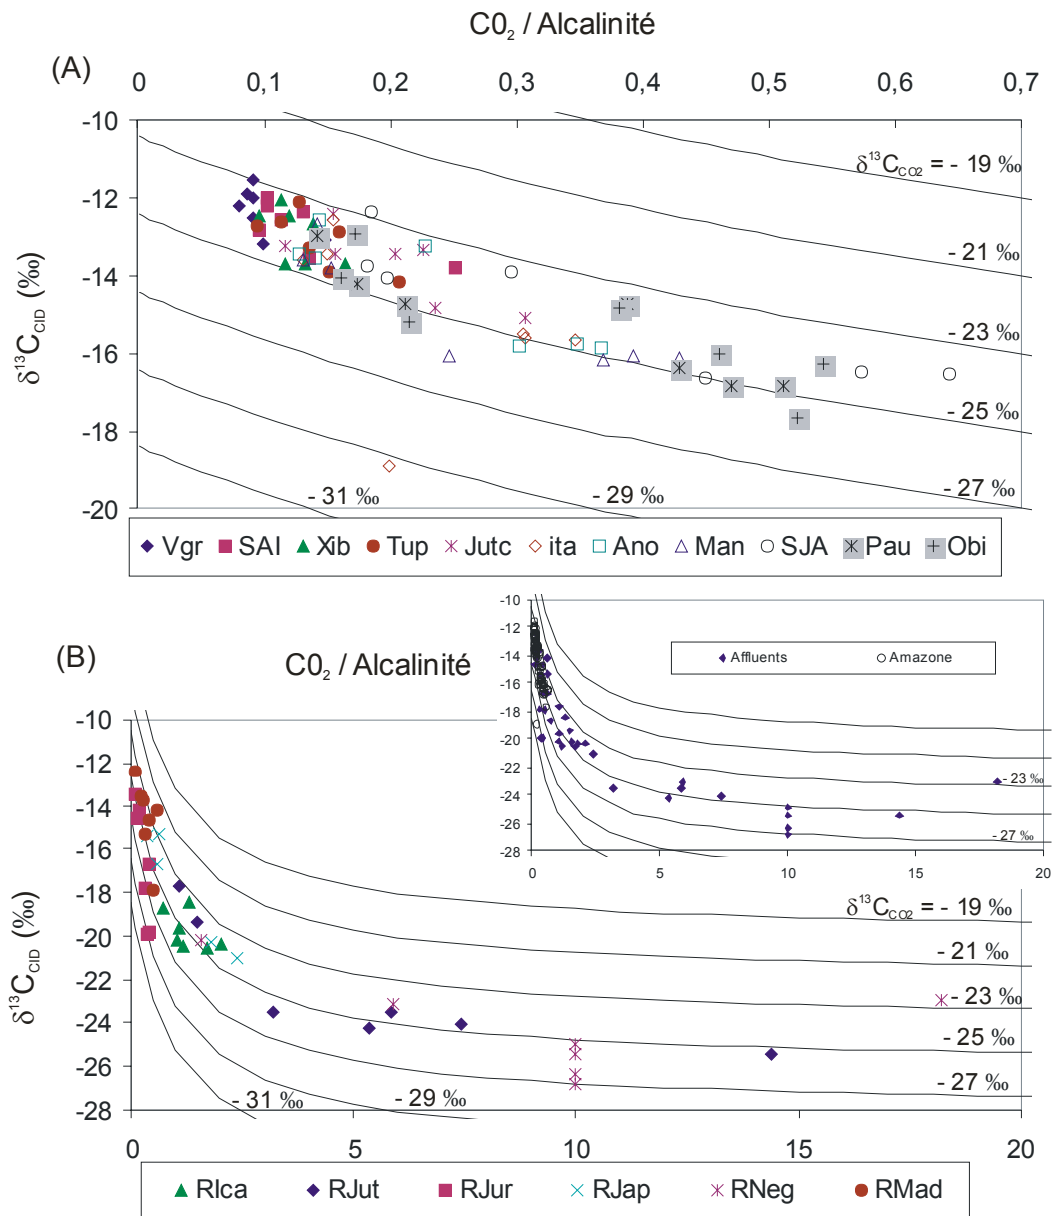 C0₂ / Alcalinité
(A)
0 0,1 0,2 0,3 0,4 0,5 0,6 0,7
-10
-12
-14
-16
-18
-20
δ¹³C_CID (‰)
δ¹³C_CO2 = - 19 ‰
- 21 ‰
- 23 ‰
- 25 ‰
- 27 ‰
- 29 ‰
- 31 ‰
Vgr SAI Xib Tup Jutc ita Ano Man SJA Pau Obi
(B)
C0₂ / Alcalinité
-10
-12
-14
-16
-18
-20
-22
-24
-26
-28
δ¹³C_CID (‰)
-10
-12
-14
-16
-18
-20
-22
-24
-26
-28
0 5 10 15 20
Affluents Amazone
- 23 ‰
- 27 ‰
δ¹³C_CO2 = - 19 ‰
- 21 ‰
- 23 ‰
- 25 ‰
- 27 ‰
- 31 ‰ - 29 ‰
0 5 10 15 20
RIca RJut RJur RJap RNeg RMad